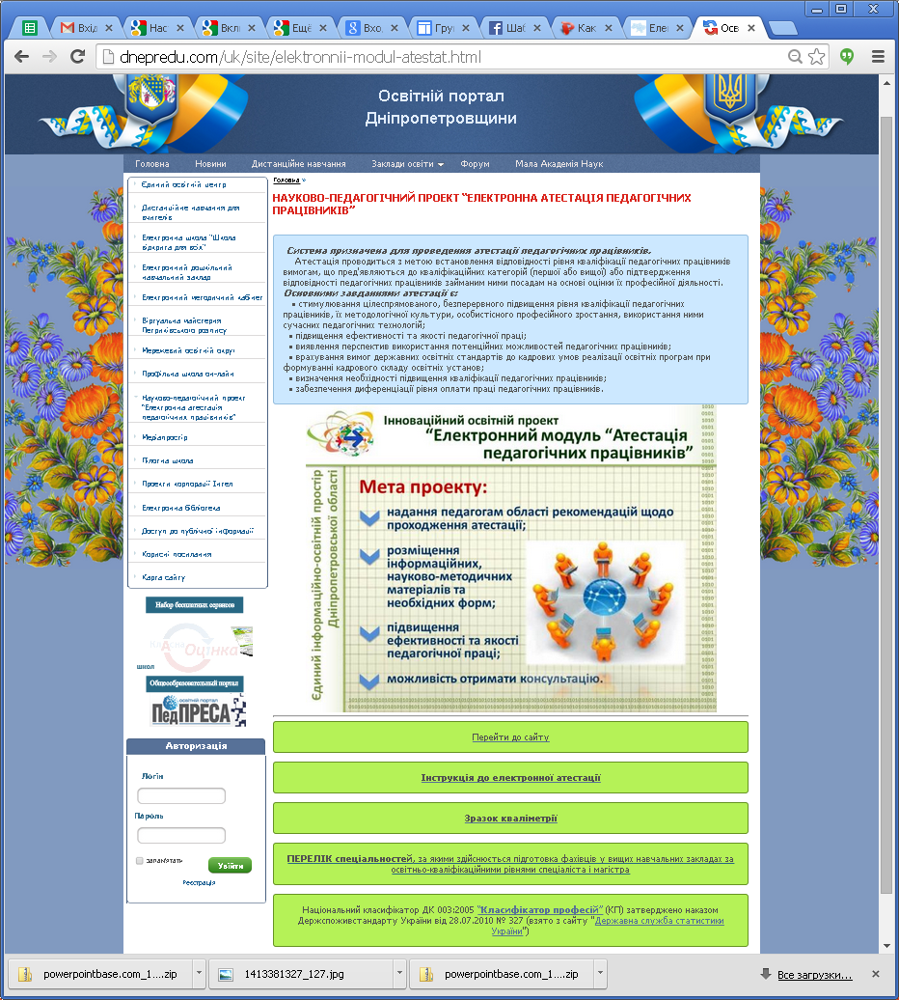 Вхід
Нас
Вкл
Ещё
Вхо
Гру
Шаб
Как
Еле
Осв
dnepredu.com/uk/site/elektronnii-modul-atestat.html
Освітній портал
Дніпропетровщини
Головна Новини Дистанційне навчання Заклади освіти Форум Мала Академія Наук
Єдиний освітній центр
Дистанційне навчання для
вчителів
Електронна школа "Школа
відкрита для всіх"
Електронний дошкільний
навчальний заклад
Електронний методичний кабінет
Віртуальна майстерня
Петриківського розпису
Мережевий освітній округ
Профільна школа он-лайн
Науково-педагогічний проект
"Електронна атестація
педагогічних працівників"
Медіапростір
Пілотна школа
Проекти корпорації Інтел
Електронна бібліотека
Доступ до публічної інформації
Корисні посилання
Карта сайту
Набор бесплатных сервисов
Оцінка
школ
Общеобразовательный портал
освітній портал
ПедПРЕСА
Авторизація
Логін
Пароль
запам'ятати
Увійти
Реєстрація
Головна »
НАУКОВО-ПЕДАГОГІЧНИЙ ПРОЕКТ “ЕЛЕКТРОННА АТЕСТАЦІЯ ПЕДАГОГІЧНИХ
ПРАЦІВНИКІВ”
Система призначена для проведення атестації педагогічних працівників.
Атестація проводиться з метою встановлення відповідності рівня кваліфікації педагогічних працівників
вимогам, що пред'являються до кваліфікаційних категорій (першої або вищої) або підтвердження
відповідності педагогічних працівників займаним ними посадам на основі оцінки їх професійної діяльності.
Основними завданнями атестації є:
• стимулювання цілеспрямованого, безперервного підвищення рівня кваліфікації педагогічних
працівників, їх методологічної культури, особистісного професійного зростання, використання ними
сучасних педагогічних технологій;
• підвищення ефективності та якості педагогічної праці;
• виявлення перспектив використання потенційних можливостей педагогічних працівників;
• врахування вимог державних освітніх стандартів до кадрових умов реалізації освітніх програм при
формуванні кадрового складу освітніх установ;
• визначення необхідності підвищення кваліфікації педагогічних працівників;
• забезпечення диференціації рівня оплати праці педагогічних працівників.
Інноваційний освітній проект
“Електронний модуль “Атестація
педагогічних працівників”
Єдиний інформаційно-освітній простір
Дніпропетровської області
Мета проекту:
надання педагогам області рекомендацій щодо
проходження атестації;
розміщення
інформаційних,
науково-методичних
матеріалів та
необхідних форм;
підвищення
ефективності та якості
педагогічної праці;
можливість отримати консультацію.
Перейти до сайту
Інструкція до електронної атестації
Зразок кваліметрії
ПЕРЕЛІК спеціальностей, за якими здійснюється підготовка фахівців у вищих навчальних закладах за
освітньо-кваліфікаційними рівнями спеціаліста і магістра
Національний класифікатор ДК 003:2005 “Класифікатор професій” (КП) затверджено наказом
Держспоживстандарту України від 28.07.2010 № 327 (взято з сайту "Державна служба статистики
України")
powerpointbase.com_1....zip
1413381327_127.jpg
powerpointbase.com_1....zip
Все загрузки...